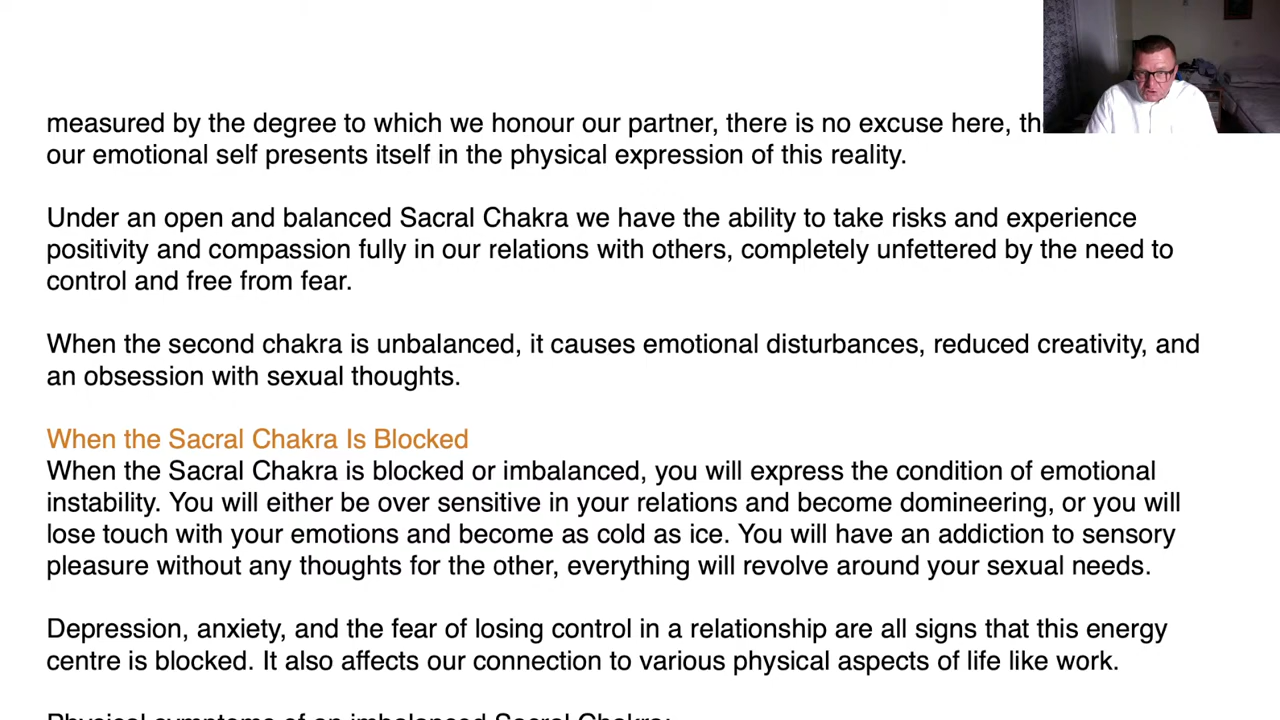 measured by the degree to which we honour our partner, there is no excuse here,
our emotional self presents itself in the physical expression of this reality.
Under an open and balanced Sacral Chakra we have the ability to take risks and experience
positivity and compassion fully in our relations with others, completely unfettered by the need to
control and free from fear.
When the second chakra is unbalanced, it causes emotional disturbances, reduced creativity, and
an obsession with sexual thoughts.
When the Sacral Chakra Is Blocked
When the Sacral Chakra is blocked or imbalanced, you will express the condition of emotional
instability. You will either be over sensitive in your relations and become domineering, or you will
lose touch with your emotions and become as cold as ice. You will have an addiction to sensory
pleasure without any thoughts for the other, everything will revolve around your sexual needs.
Depression, anxiety, and the fear of losing control in a relationship are all signs that this energy
centre is blocked. It also affects our connection to various physical aspects of life like work.
Physical symptoms of an imbalanced Sacral Chakra: